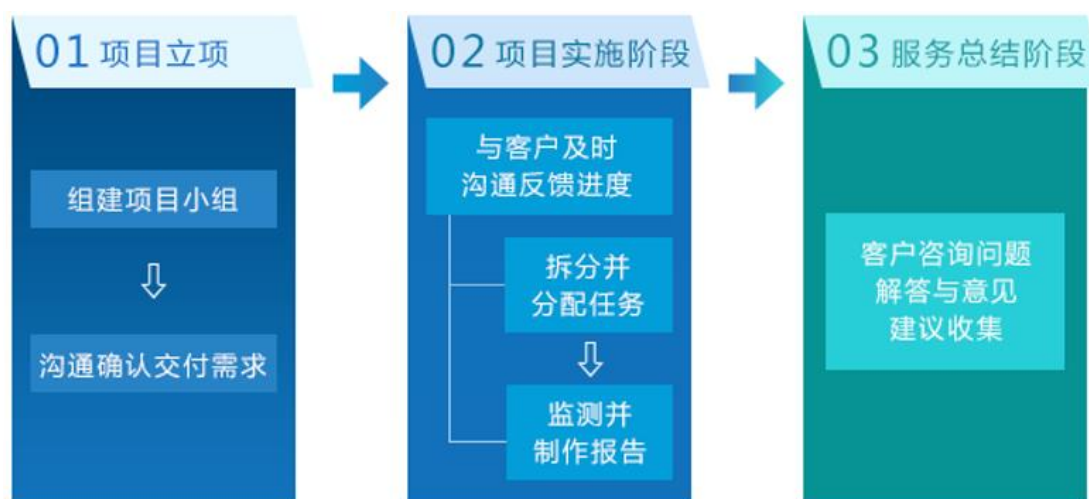 01 项目立项
组建项目小组
沟通确认交付需求
02 项目实施阶段
与客户及时
沟通反馈进度
拆分并
分配任务
监测并
制作报告
03 服务总结阶段
客户咨询问题
解答与意见
建议收集